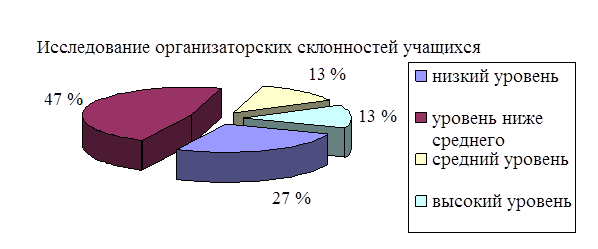 Исследование организаторских склонностей учащихся
13 %
47 %
13 %
27 %
низкий уровень
уровень ниже
среднего
средний уровень
высокий уровень